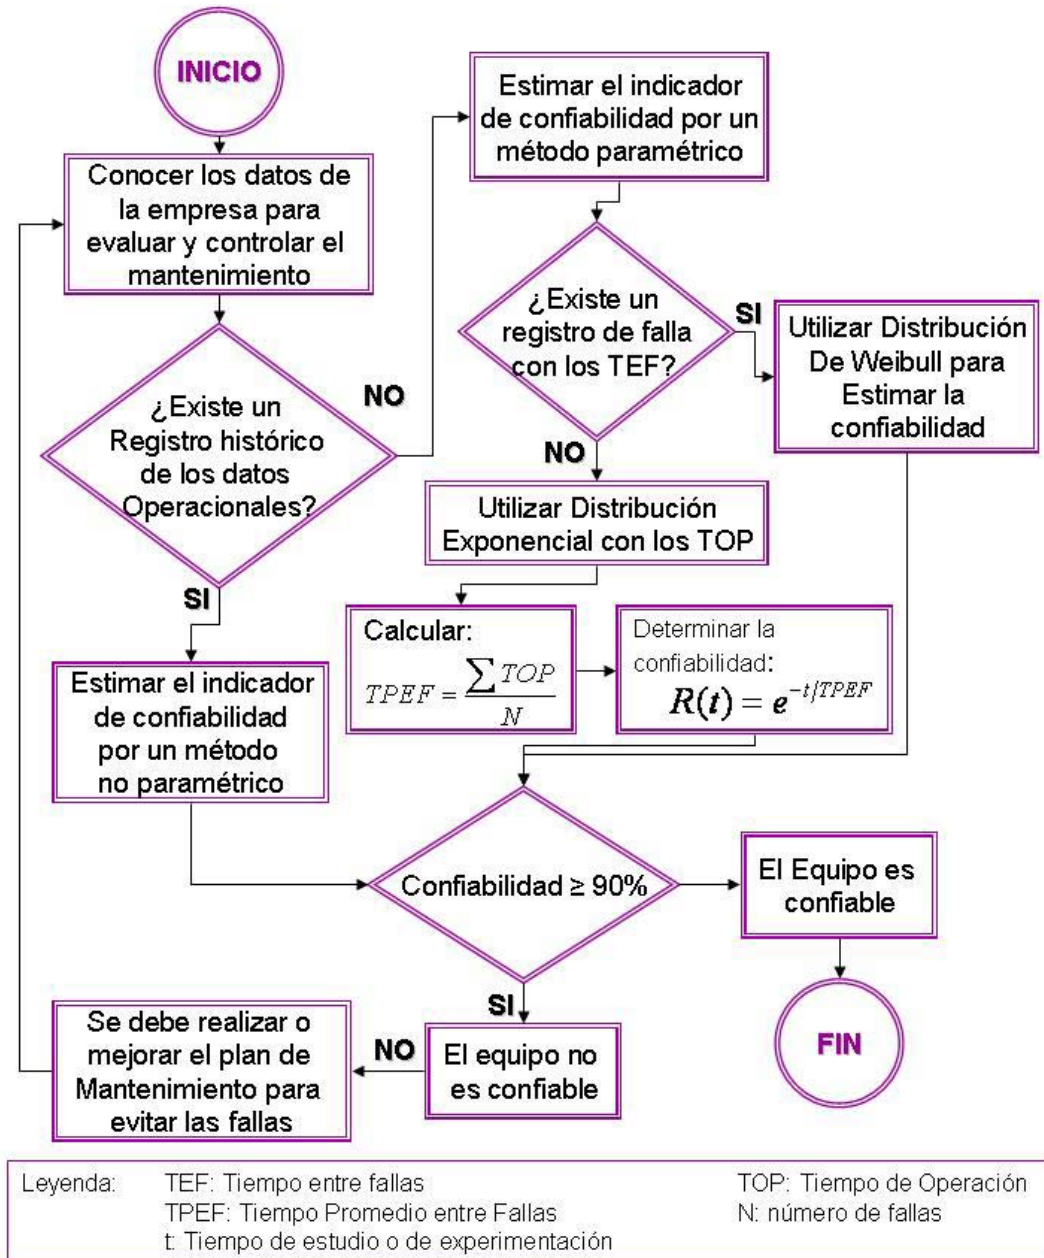 INICIO
Conocer los datos de
la empresa para
evaluar y controlar el
mantenimiento
¿Existe un
Registro histórico
de los datos
Operacionales?
NO
SI
Estimar el indicador
de confiabilidad por un
método paramétrico
¿Existe un
registro de falla
con los TEF?
SI
Utilizar Distribución
De Weibull para
Estimar la
confiabilidad
NO
Utilizar Distribución
Exponencial con los TOP
Calcular:
TPEF = ∑ TOP / N
Determinar la
confiabilidad:
R(t) = e^{-t/TPEF}
Estimar el indicador
de confiabilidad
por un método
no paramétrico
Confiabilidad ≥ 90%
El Equipo es
confiable
FIN
SI
El equipo no
es confiable
NO
Se debe realizar o
mejorar el plan de
Mantenimiento para
evitar las fallas
Leyenda: TEF: Tiempo entre fallas TOP: Tiempo de Operación
TPEF: Tiempo Promedio entre Fallas N: número de fallas
t: Tiempo de estudio o de experimentación